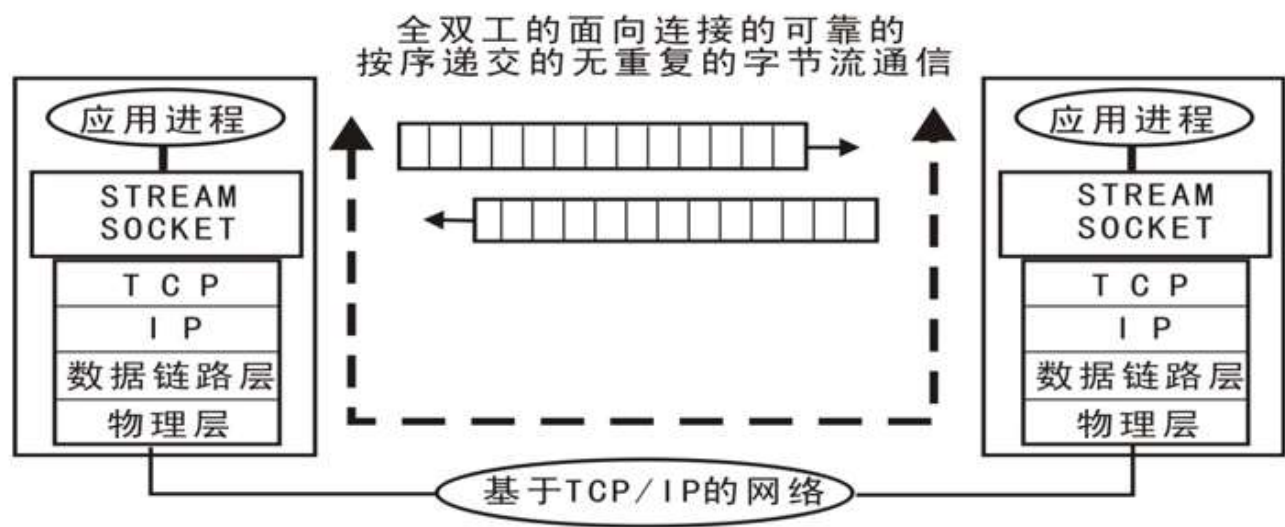 全双工的面向连接的可靠的
按序递交的无重复的字节流通信
应用进程
STREAM
SOCKET
TCP
IP
数据链路层
物理层
应用进程
STREAM
SOCKET
TCP
IP
数据链路层
物理层
基于TCP/IP的网络